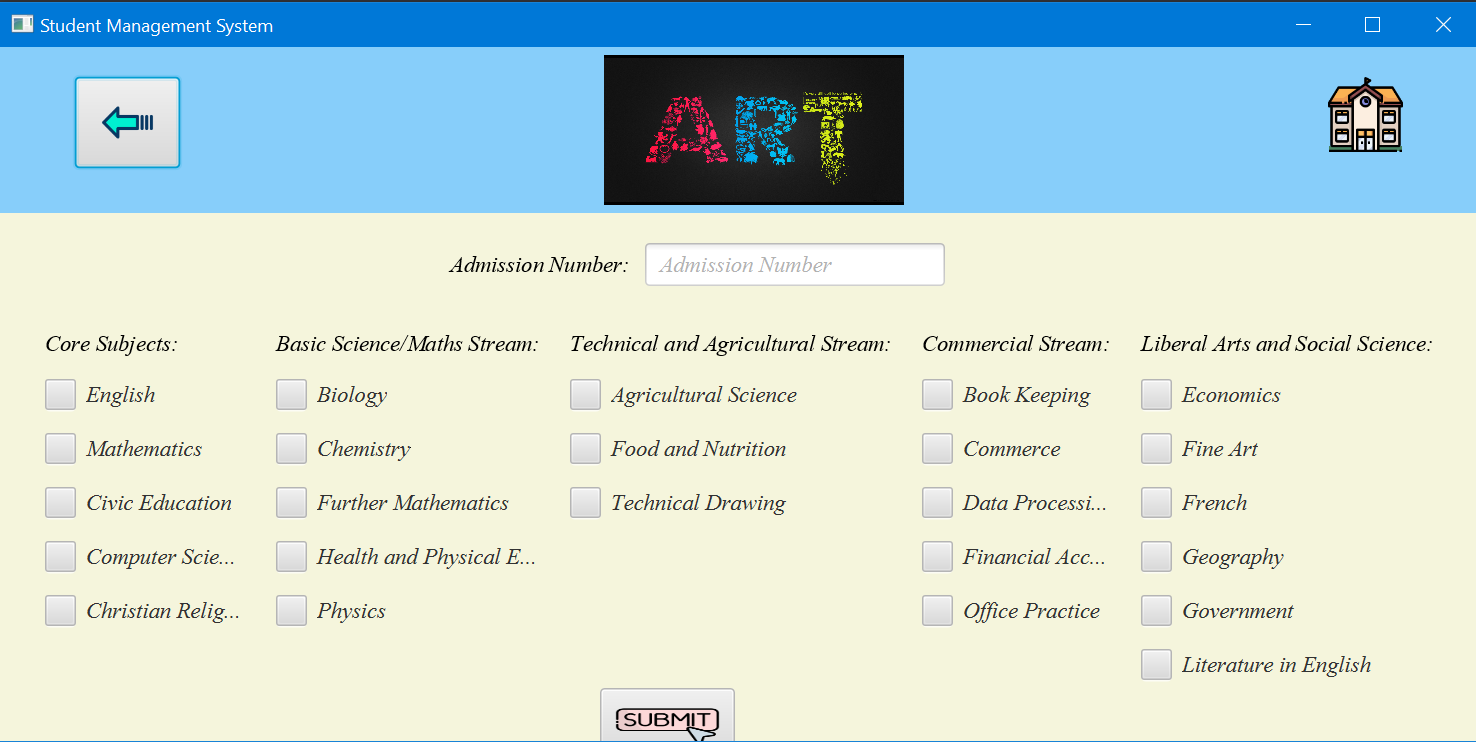 Student Management System
ART
Admission Number: Admission Number
Core Subjects: Basic Science/Maths Stream: Technical and Agricultural Stream: Commercial Stream: Liberal Arts and Social Science:
English Biology Agricultural Science Book Keeping Economics
Mathematics Chemistry Food and Nutrition Commerce Fine Art
Civic Education Further Mathematics Technical Drawing Data Processi... French
Computer Scie... Health and Physical E... Financial Acc... Geography
Christian Relig... Physics Office Practice Government
Literature in English
SUBMIT